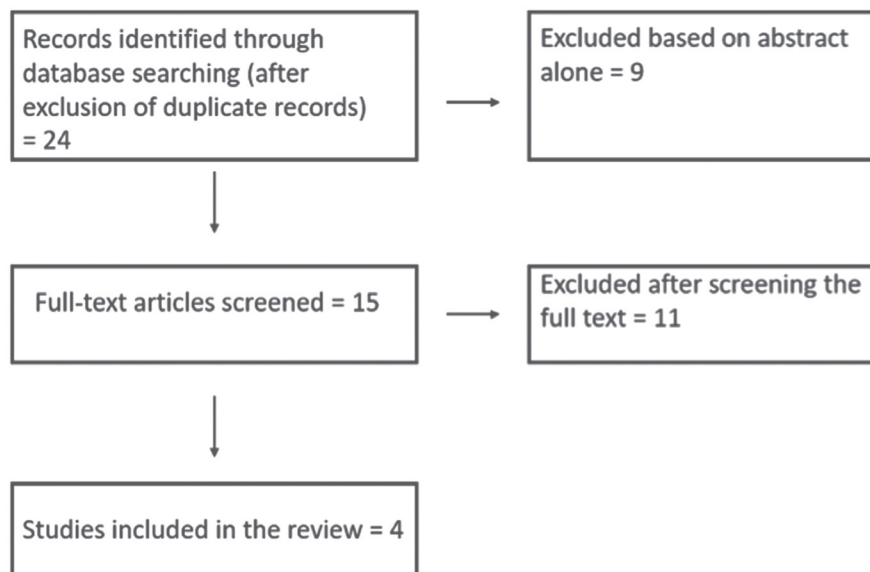 Records identified through
database searching (after
exclusion of duplicate records)
= 24
Excluded based on abstract
alone = 9
Full-text articles screened = 15
Excluded after screening the
full text = 11
Studies included in the review = 4